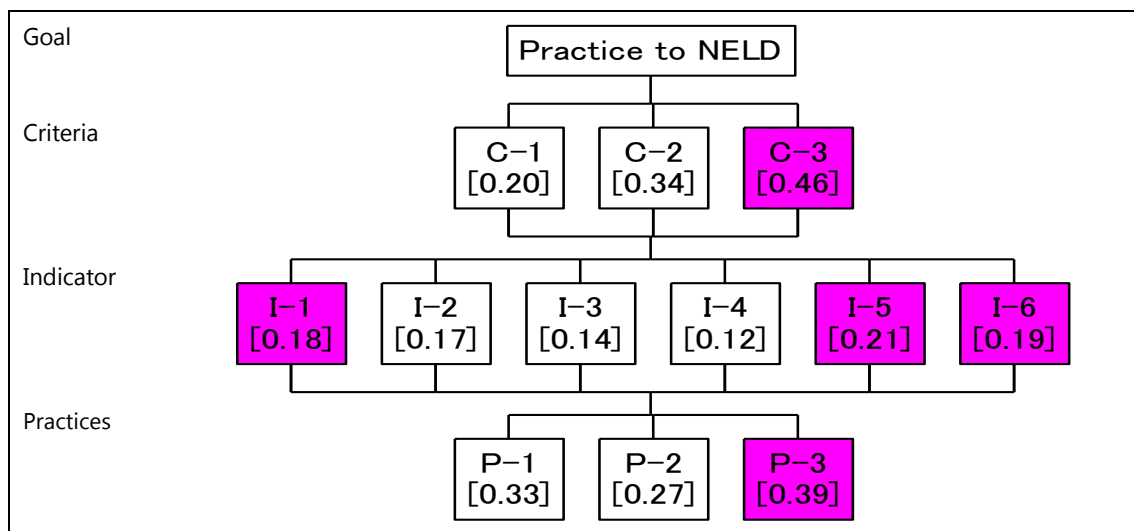 Goal
Practice to NELD
Criteria
C-1 C-2 C-3
[0.20] [0.34] [0.46]
Indicator
I-1 I-2 I-3 I-4 I-5 I-6
[0.18] [0.17] [0.14] [0.12] [0.21] [0.19]
Practices
P-1 P-2 P-3
[0.33] [0.27] [0.39]